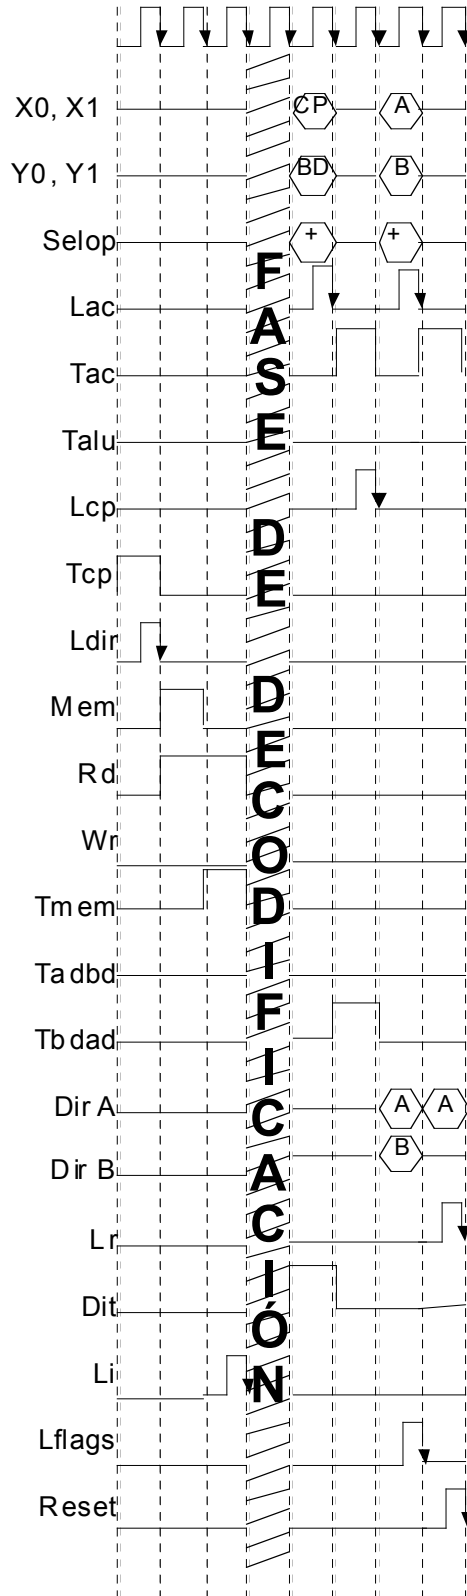 X0, X1 CP A
Y0, Y1 BD B
Selop + +
Lac
Tac
Talu
Lcp
Tcp
Ldir
Mem
Rd
Wr
Tmem
Tadbd
Tbdad
Dir A A A
Dir B B
Lr
Dit
Li
Lflags
Reset
FASE DE DECODIFICACIÓN